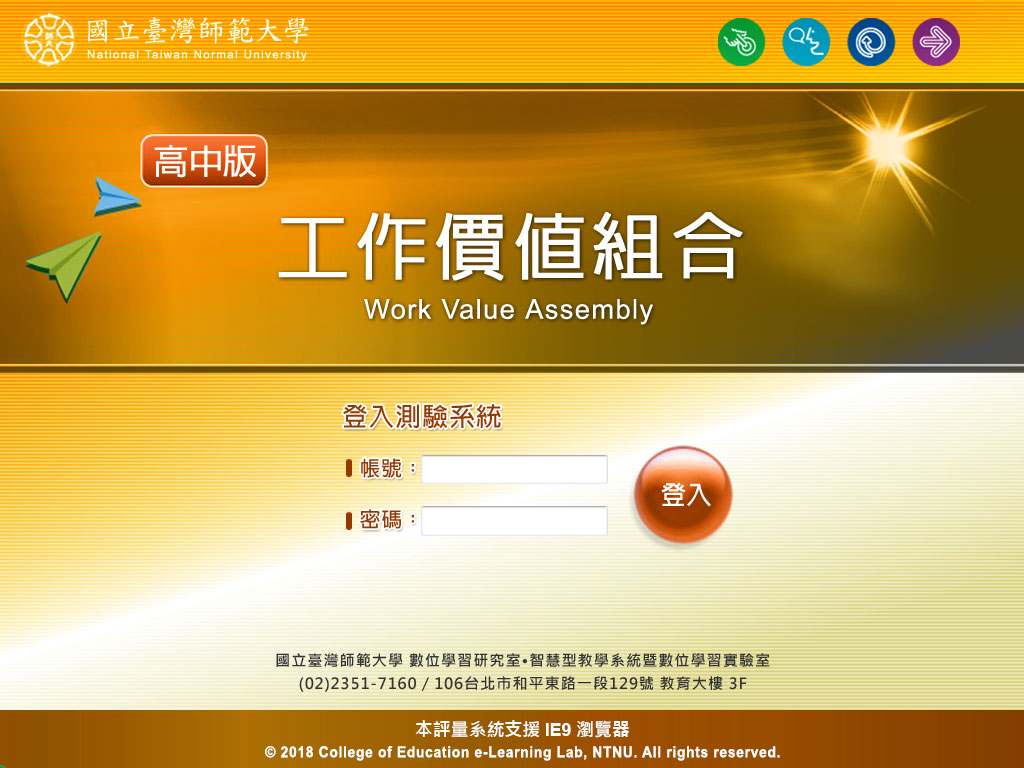 國立臺灣師範大學
National Taiwan Normal University
高中版
工作價值組合
Work Value Assembly
登入測驗系統
帳號：
密碼：
登入
國立臺灣師範大學 數位學習研究室•智慧型教學系統暨數位學習實驗室
(02)2351-7160 / 106台北市和平東路一段129號 教育大樓 3F
本評量系統支援 IE9 瀏覽器
© 2018 College of Education e-Learning Lab, NTNU. All rights reserved.